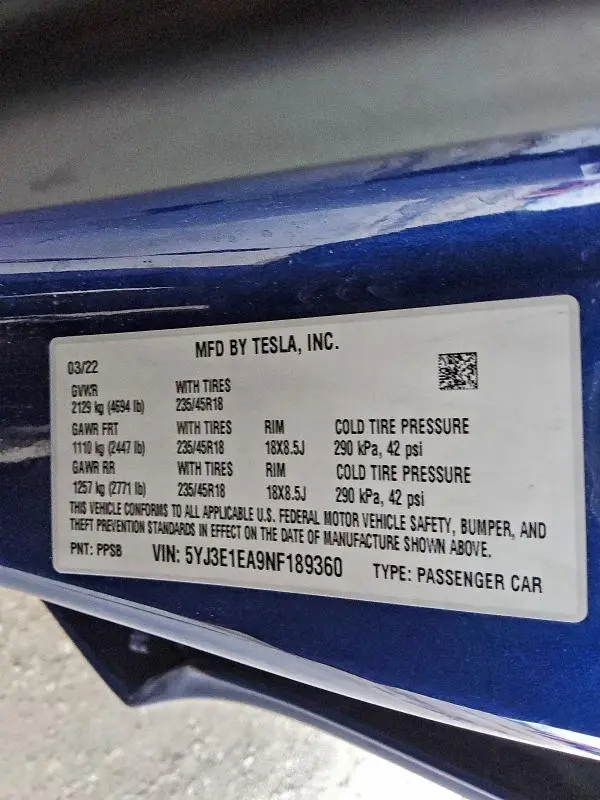 MFD BY TESLA, INC.
03/22
GVWR WITH TIRES
2129 kg (4694 lb) 235/45R18
GAWR FRT WITH TIRES RIM COLD TIRE PRESSURE
1110 kg (2447 lb) 235/45R18 18X8.5J 290 kPa, 42 psi
GAWR RR WITH TIRES RIM COLD TIRE PRESSURE
1257 kg (2771 lb) 235/45R18 18X8.5J 290 kPa, 42 psi
THIS VEHICLE CONFORMS TO ALL APPLICABLE U.S. FEDERAL MOTOR VEHICLE SAFETY, BUMPER, AND
THEFT PREVENTION STANDARDS IN EFFECT ON THE DATE OF MANUFACTURE SHOWN ABOVE.
PNT: PPSB VIN: 5YJ3E1EA9NF189360 TYPE: PASSENGER CAR